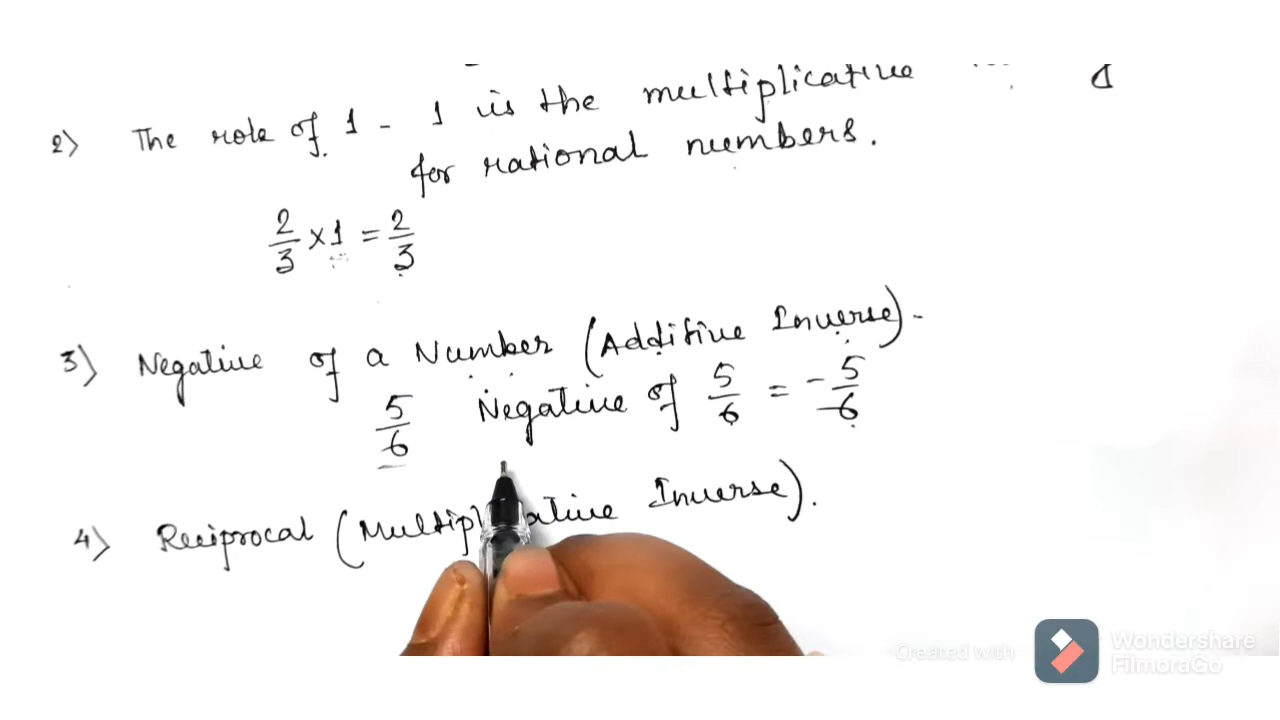 2) The role of 1 - 1 is the multiplicative
for rational numbers.
2/3 × 1 = 2/3
3) Negative of a Number (Additive Inverse).
5/6 Negative of 5/6 = -5/6
4) Reciprocal (Multiplicative Inverse).
Created with
Wondershare
FilmoraGo